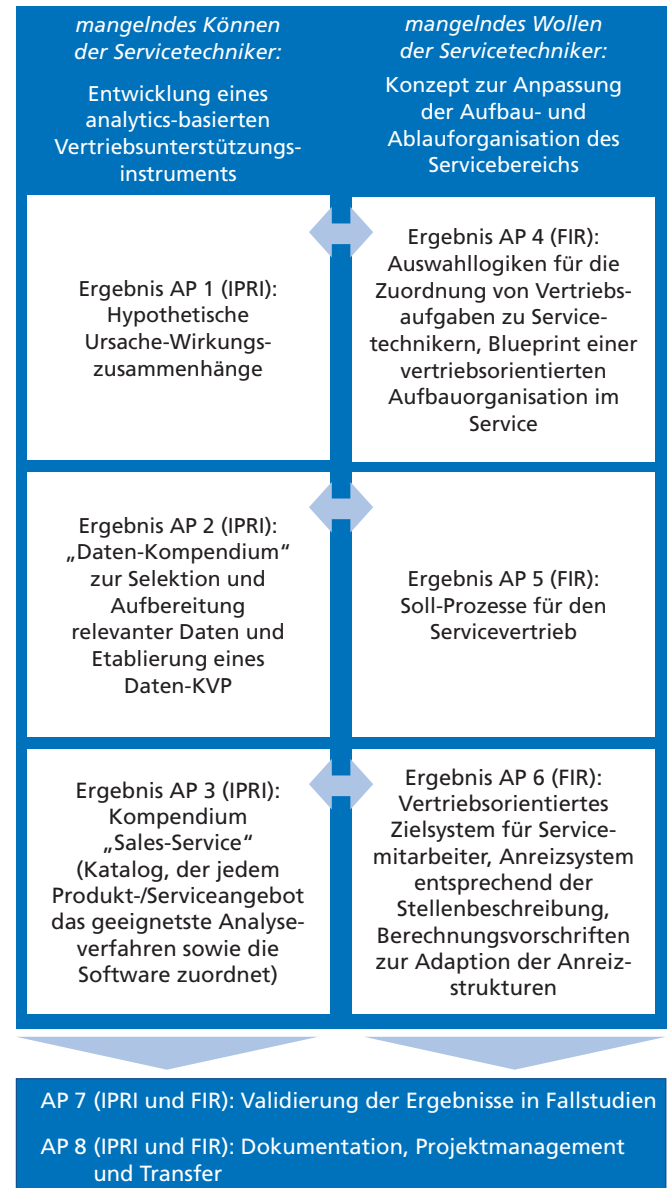 mangelndes Können
der Servicetechniker:
Entwicklung eines
analytics-basierten
Vertriebsunterstützungs-
instruments
mangelndes Wollen
der Servicetechniker:
Konzept zur Anpassung
der Aufbau- und
Ablauforganisation des
Servicebereichs
Ergebnis AP 1 (IPRI):
Hypothetische
Ursache-Wirkungs-
zusammenhänge
Ergebnis AP 4 (FIR):
Auswahllogiken für die
Zuordnung von Vertriebs-
aufgaben zu Service-
technikern, Blueprint einer
vertriebsorientierten
Aufbauorganisation im
Service
Ergebnis AP 2 (IPRI):
„Daten-Kompendium“
zur Selektion und
Aufbereitung
relevanter Daten und
Etablierung eines
Daten-KVP
Ergebnis AP 5 (FIR):
Soll-Prozesse für den
Servicevertrieb
Ergebnis AP 3 (IPRI):
Kompendium
„Sales-Service“
(Katalog, der jedem
Produkt-/Serviceangebot
das geeignetste Analyse-
verfahren sowie die
Software zuordnet)
Ergebnis AP 6 (FIR):
Vertriebsorientiertes
Zielsystem für Service-
mitarbeiter, Anreizsystem
entsprechend der
Stellenbeschreibung,
Berechnungsvorschriften
zur Adaption der Anreiz-
strukturen
AP 7 (IPRI und FIR): Validierung der Ergebnisse in Fallstudien
AP 8 (IPRI und FIR): Dokumentation, Projektmanagement
und Transfer